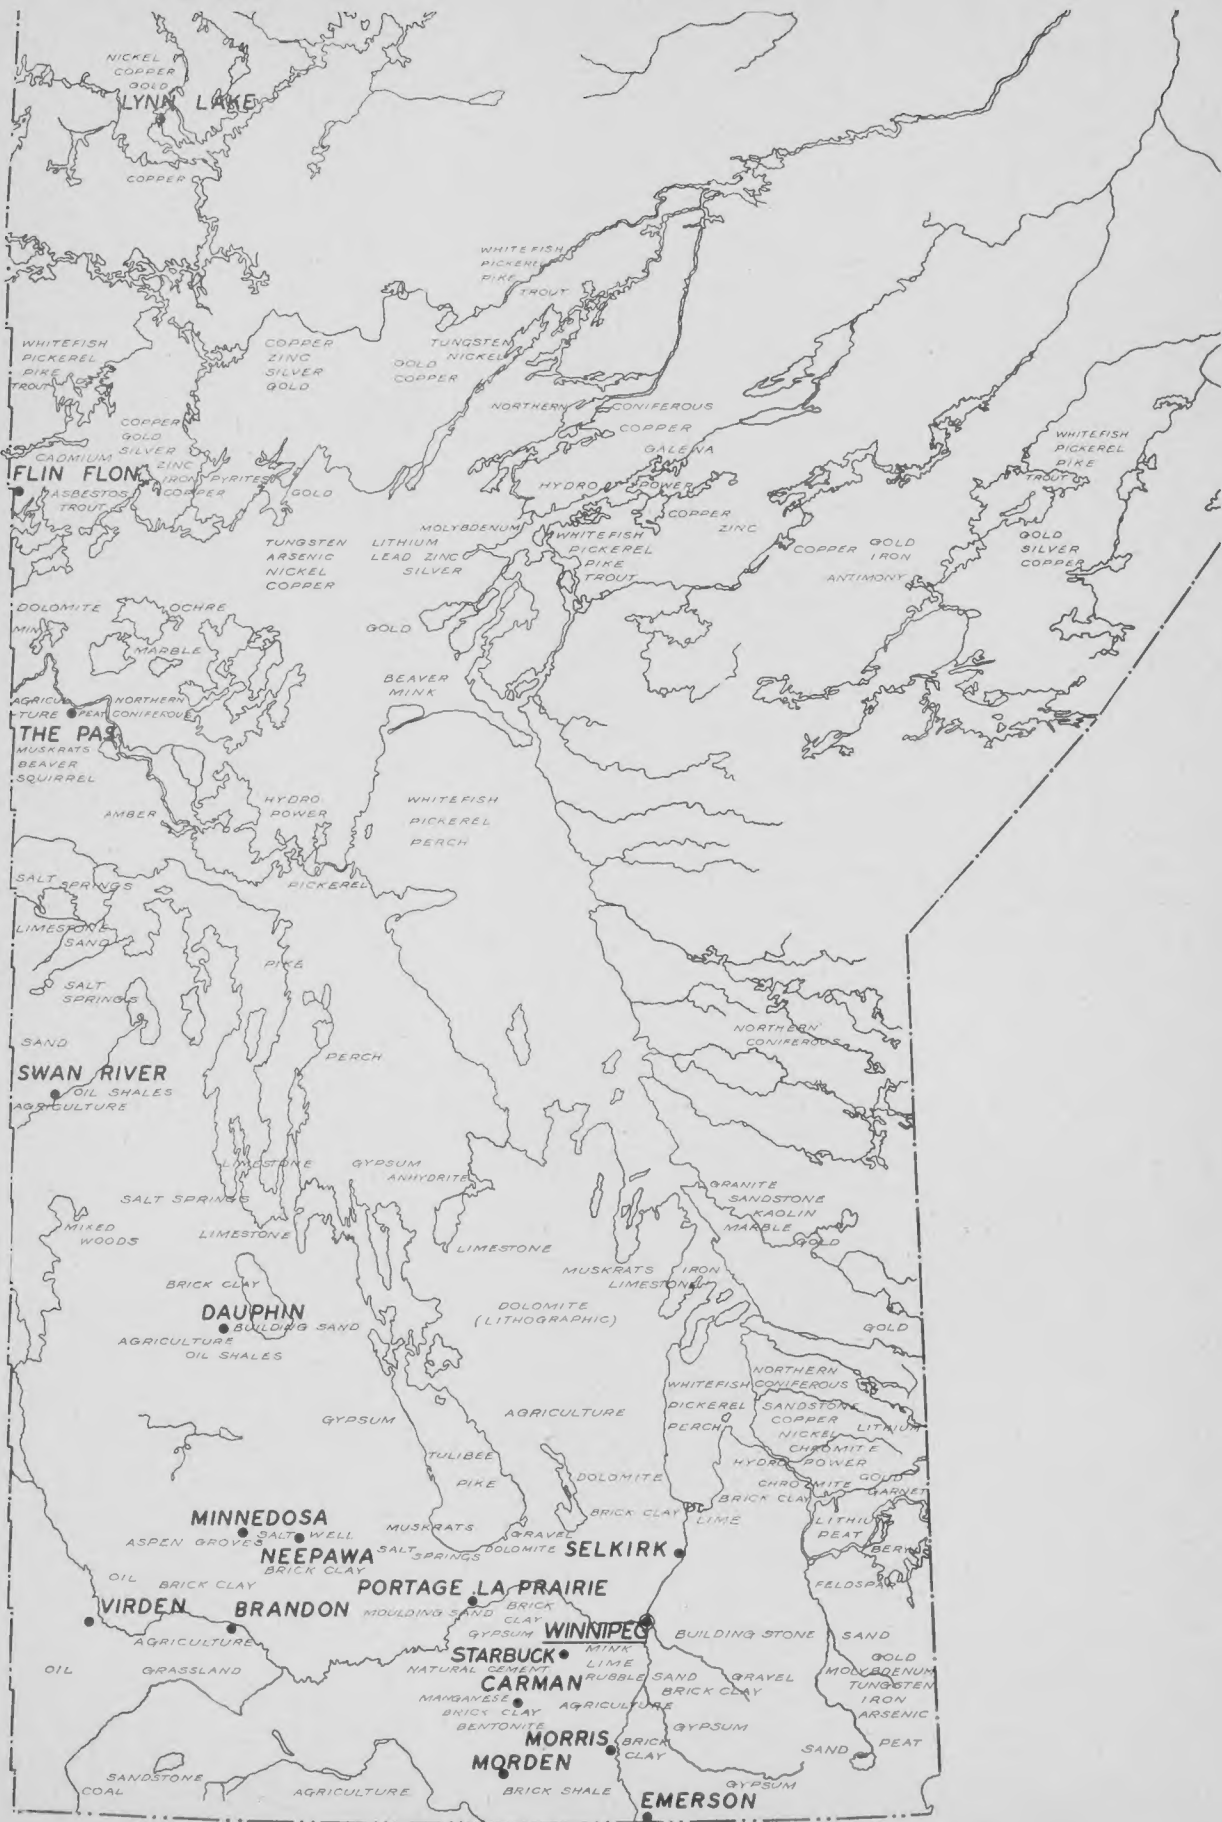 NICKEL
COPPER
GOLD
LYNN LAKE
COPPER
WHITEFISH
PICKEREL
PIKE
TROUT
WHITEFISH
PICKEREL
PIKE
TROUT
COPPER
ZINC
SILVER
GOLD
GOLD
COPPER
TUNGSTEN
NICKEL
NORTHERN CONIFEROUS
COPPER
GALENA
HYDRO POWER
COPPER
ZINC
WHITEFISH
PICKEREL
PIKE
TROUT
COPPER
GOLD
SILVER
CADMIUM
ZINC
FLIN FLON
IRON PYRITES
ASBESTOS
COPPER
TROUT
GOLD
MOLYBDENUM
TUNGSTEN
ARSENIC
NICKEL
COPPER
LITHIUM
LEAD ZINC
SILVER
WHITEFISH
PICKEREL
PIKE
TROUT
COPPER
GOLD
IRON
ANTIMONY
GOLD
SILVER
COPPER
DOLOMITE
OCHRE
MINK
MARBLE
GOLD
BEAVER
MINK
AGRICUL
-TURE
PEAT
NORTHERN
CONIFEROUS
THE PAS
MUSKRATS
BEAVER
SQUIRREL
AMBER
HYDRO
POWER
WHITEFISH
PICKEREL
PERCH
PICKEREL
SALT SPRINGS
LIMESTONE
SAND
PIKE
SALT
SPRINGS
SAND
PERCH
NORTHERN
CONIFEROUS
SWAN RIVER
OIL SHALES
AGRICULTURE
LIMESTONE
GYPSUM
ANHYDRITE
SALT SPRINGS
GRANITE
SANDSTONE
KAOLIN
MARBLE
GOLD
MIXED
WOODS
LIMESTONE
LIMESTONE
MUSKRATS
IRON
LIMESTONE
BRICK CLAY
DOLOMITE
(LITHOGRAPHIC)
DAUPHIN
BUILDING SAND
AGRICULTURE
OIL SHALES
GOLD
NORTHERN
CONIFEROUS
WHITEFISH
PICKEREL
PERCH
SANDSTONE
COPPER
NICKEL
LITHIUM
CHROMITE
HYDRO POWER
CHROMITE
GOLD
GARNET
BRICK CLAY
GYPSUM
AGRICULTURE
TULIBEE
PIKE
DOLOMITE
BRICK CLAY
LIME
LITHIUM
PEAT
BERYL
FELDSPAR
MINNEDOSA
ASPEN GROVES
SALT WELL
NEEPAWA
BRICK CLAY
MUSKRATS
SALT SPRINGS
GRAVEL
DOLOMITE
SELKIRK
OIL
BRICK CLAY
VIRDEN
BRANDON
AGRICULTURE
PORTAGE LA PRAIRIE
MOULDING SAND
BRICK
CLAY
GYPSUM
WINNIPEG
BUILDING STONE
SAND
OIL
GRASSLAND
STARBUCK
MINK
LIME
NATURAL CEMENT
RUBBLE
SAND
GRAVEL
BRICK CLAY
GOLD
MOLYBDENUM
TUNGSTEN
IRON
ARSENIC
CARMAN
MANGANESE
BRICK CLAY
BENTONITE
AGRICULTURE
GYPSUM
MORRIS
BRICK
CLAY
SAND
PEAT
MORDEN
SANDSTONE
COAL
AGRICULTURE
BRICK SHALE
GYPSUM
EMERSON